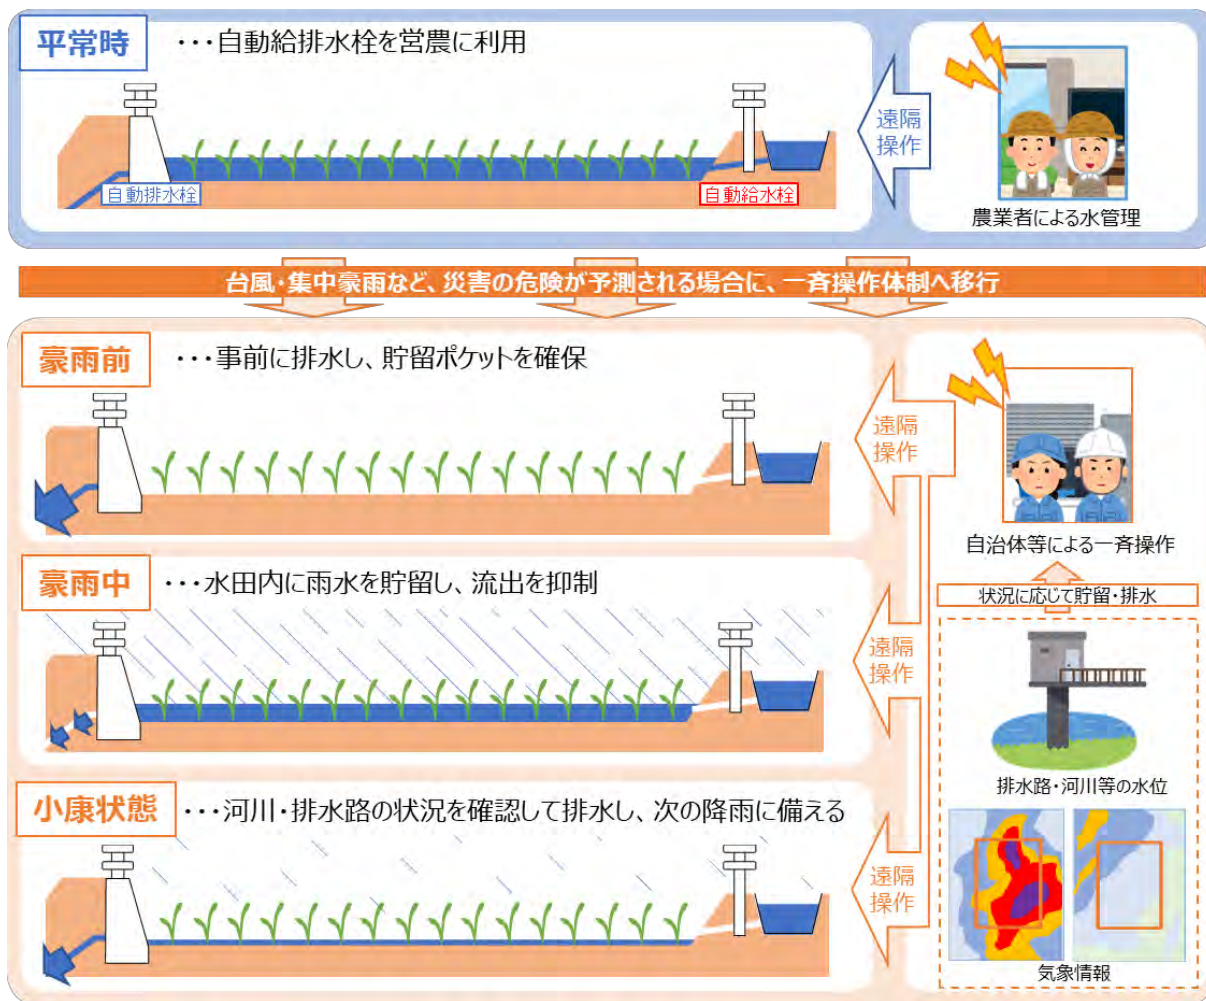 平常時
・・・自動給排水栓を営農に利用
自動排水栓
自動給水栓
遠隔
操作
農業者による水管理
台風・集中豪雨など、災害の危険が予測される場合に、一斉操作体制へ移行
豪雨前
・・・事前に排水し、貯留ポケットを確保
遠隔
操作
自治体等による一斉操作
状況に応じて貯留・排水
豪雨中
・・・水田内に雨水を貯留し、流出を抑制
遠隔
操作
排水路・河川等の水位
小康状態
・・・河川・排水路の状況を確認して排水し、次の降雨に備える
遠隔
操作
気象情報